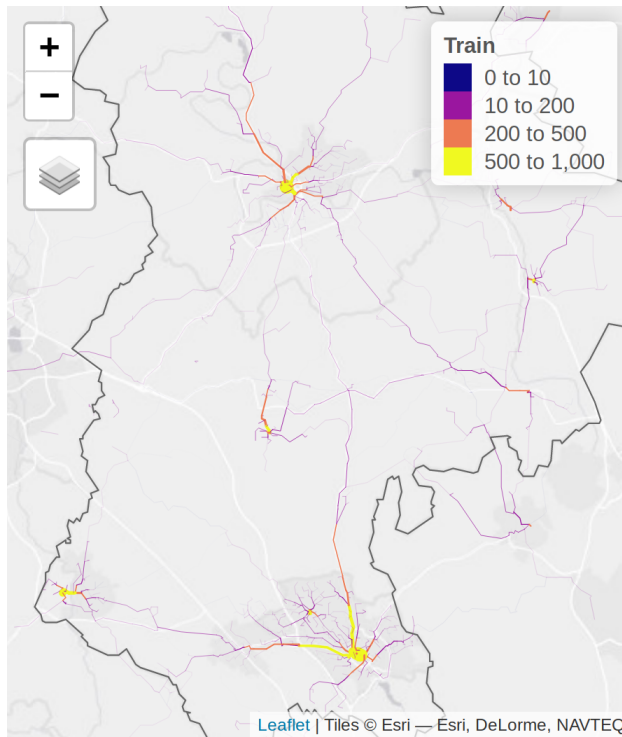 +
−
Train
0 to 10
10 to 200
200 to 500
500 to 1,000
Leaflet | Tiles © Esri — Esri, DeLorme, NAVTEQ